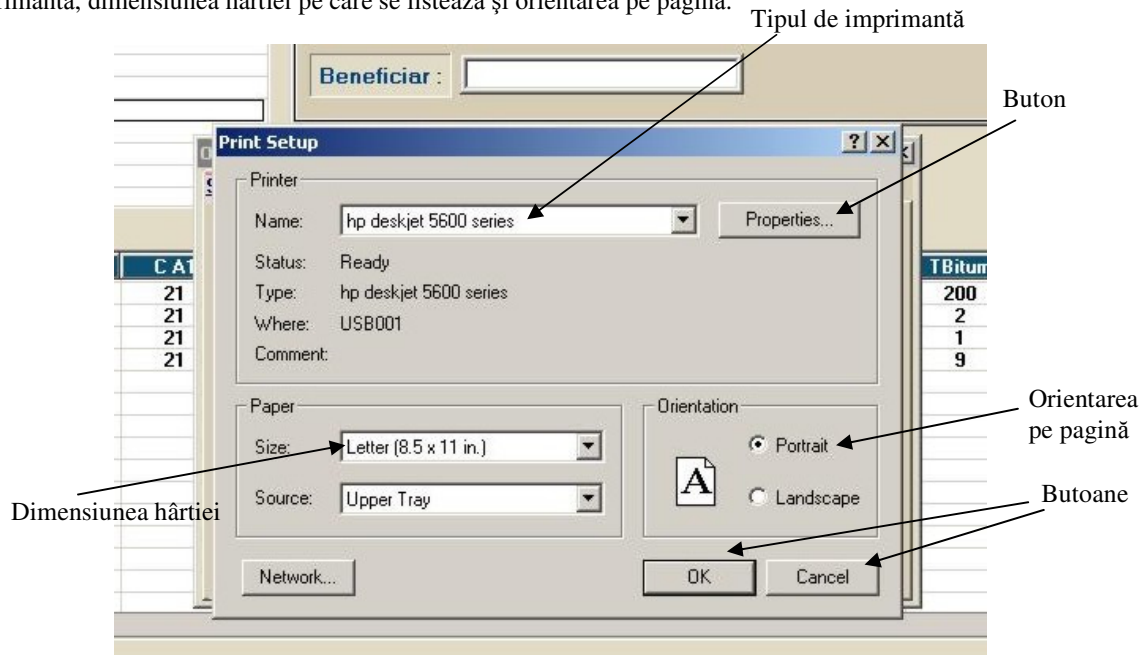 dimensiunea hârtiei pe care se listează şi orientarea pe pagină.
Tipul de imprimantă
Beneficiar :
Buton
Print Setup
Printer
Name: hp deskjet 5600 series Properties...
Status: Ready
Type: hp deskjet 5600 series
Where: USB001
Comment:
C A1 TBitum
21 200
21 2
21 1
21 9
Paper
Size: Letter (8.5 x 11 in.)
Source: Upper Tray
Orientation
A
Portrait
Landscape
Orientarea
pe pagină
Butoane
Dimensiunea hârtiei
Network... OK Cancel